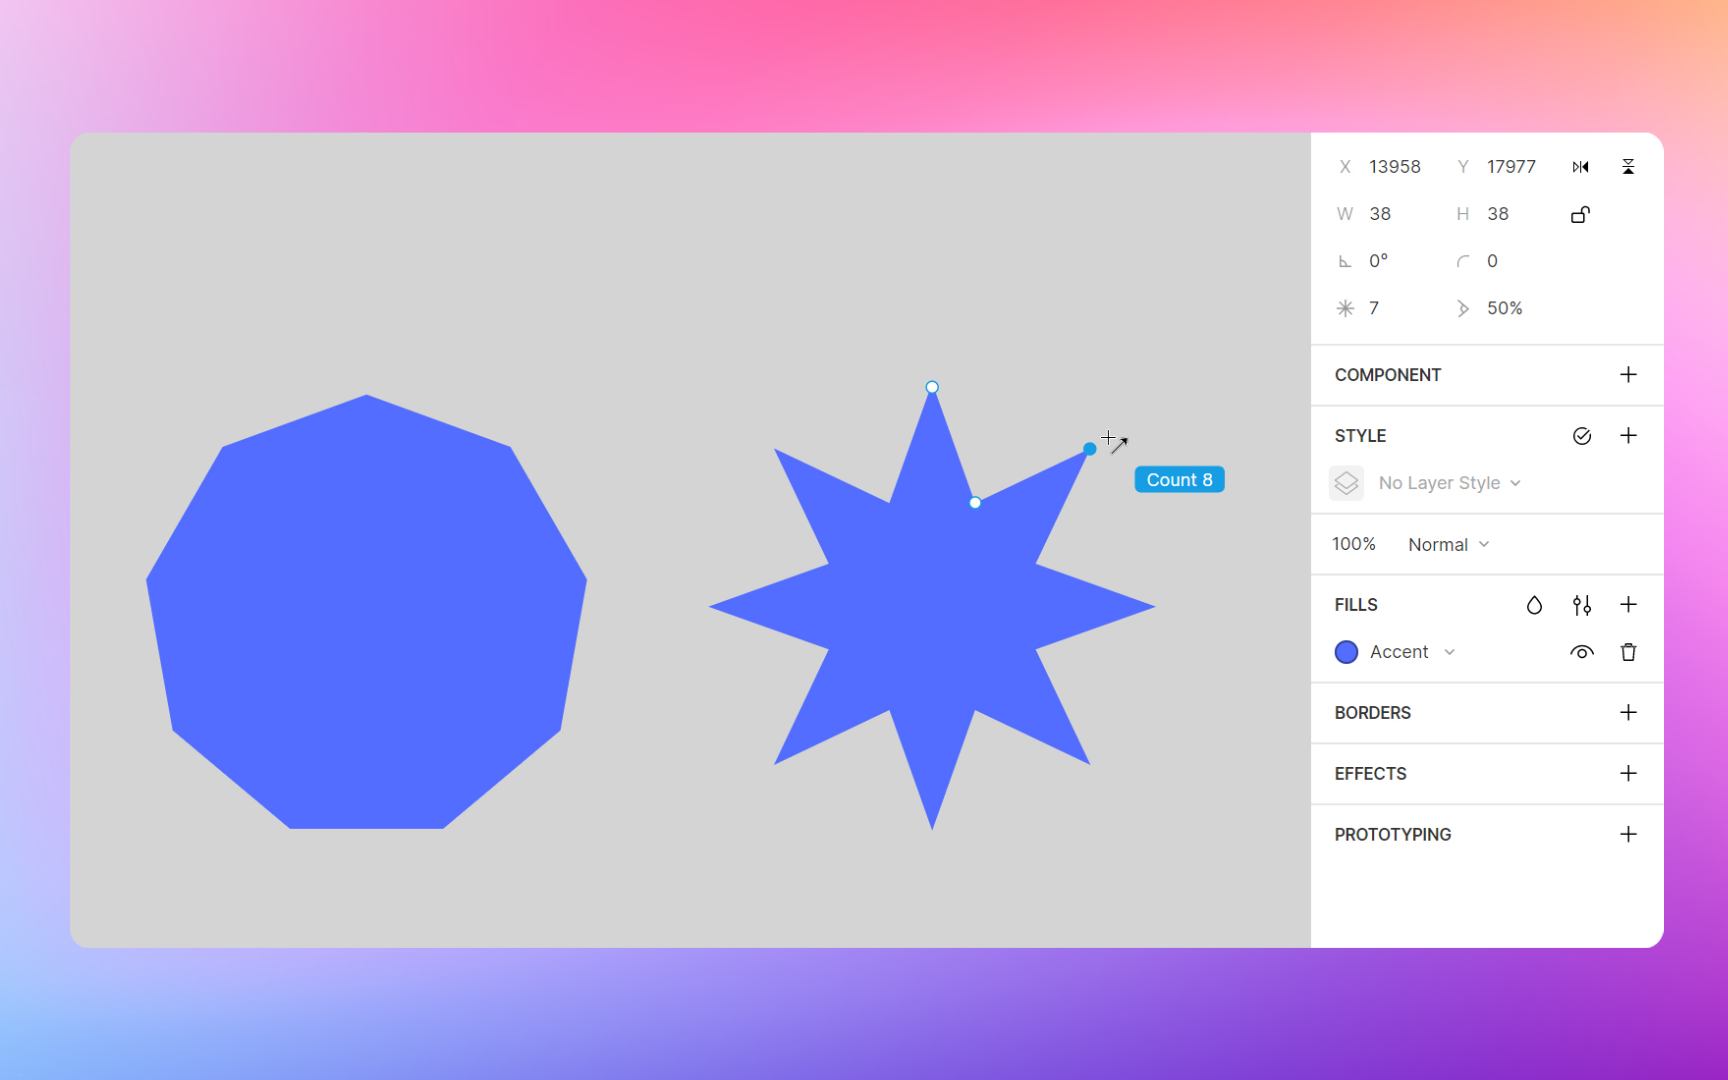 X 13958 Y 17977
W 38 H 38
0° 0
7 50%
COMPONENT
STYLE
No Layer Style
100% Normal
FILLS
Accent
BORDERS
EFFECTS
PROTOTYPING
Count 8